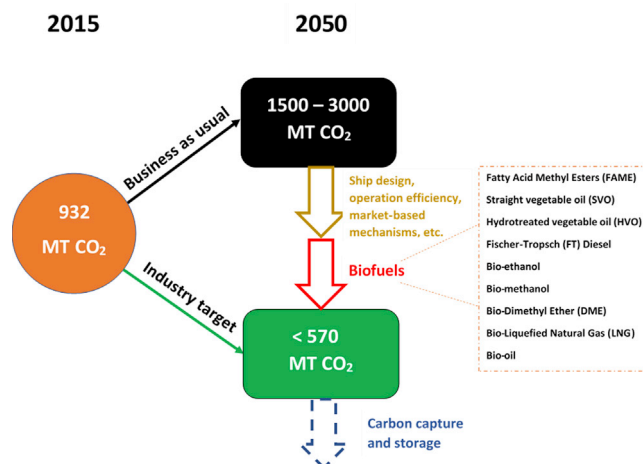 2015
2050
1500 – 3000
MT CO₂
Business as usual
Ship design,
operation efficiency,
market-based
mechanisms, etc.
932
MT CO₂
Biofuels
Industry target
< 570
MT CO₂
Carbon capture
and storage
Fatty Acid Methyl Esters (FAME)
Straight vegetable oil (SVO)
Hydrotreated vegetable oil (HVO)
Fischer-Tropsch (FT) Diesel
Bio-ethanol
Bio-methanol
Bio-Dimethyl Ether (DME)
Bio-Liquefied Natural Gas (LNG)
Bio-oil